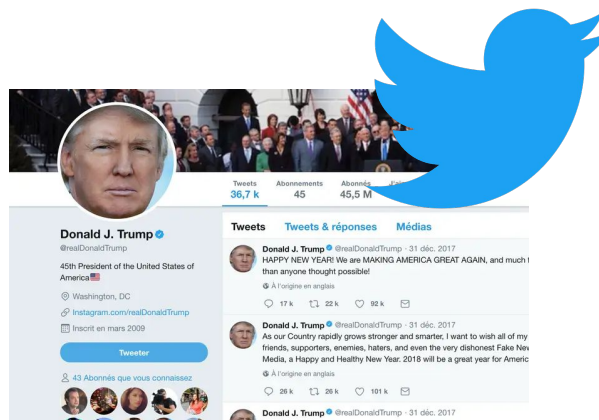 Tweets Abonnements Abonnés
36,7 k 45 45,5 M
Donald J. Trump
@realDonaldTrump
45th President of the United States of
America
Washington, DC
Instagram.com/realDonaldTrump
Inscrit en mars 2009
Tweeter
43 Abonnés que vous connaissez
Tweets Tweets & réponses Médias
Donald J. Trump @realDonaldTrump · 31 déc. 2017
HAPPY NEW YEAR! We are MAKING AMERICA GREAT AGAIN, and much
than anyone thought possible!
À l'origine en anglais
17 k 22 k 92 k
Donald J. Trump @realDonaldTrump · 31 déc. 2017
As our Country rapidly grows stronger and smarter, I want to wish all of my
friends, supporters, enemies, haters, and even the very dishonest Fake
Media, a Happy and Healthy New Year. 2018 will be a great year for
À l'origine en anglais
26 k 26 k 101 k
Donald J. Trump @realDonaldTrump · 31 déc. 2017